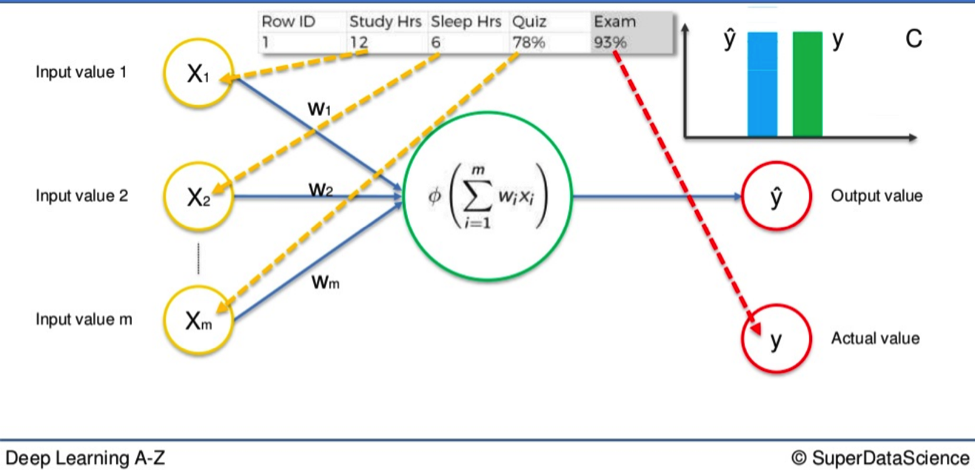 Row ID Study Hrs Sleep Hrs Quiz Exam
1 12 6 78% 93%
ŷ y C
Input value 1
X1
W1
Input value 2
X2
W2
ϕ(∑ᵢ₌₁ᵐ wᵢxᵢ)
ŷ
Output value
Wm
Input value m
Xm
y
Actual value
Deep Learning A-Z
© SuperDataScience